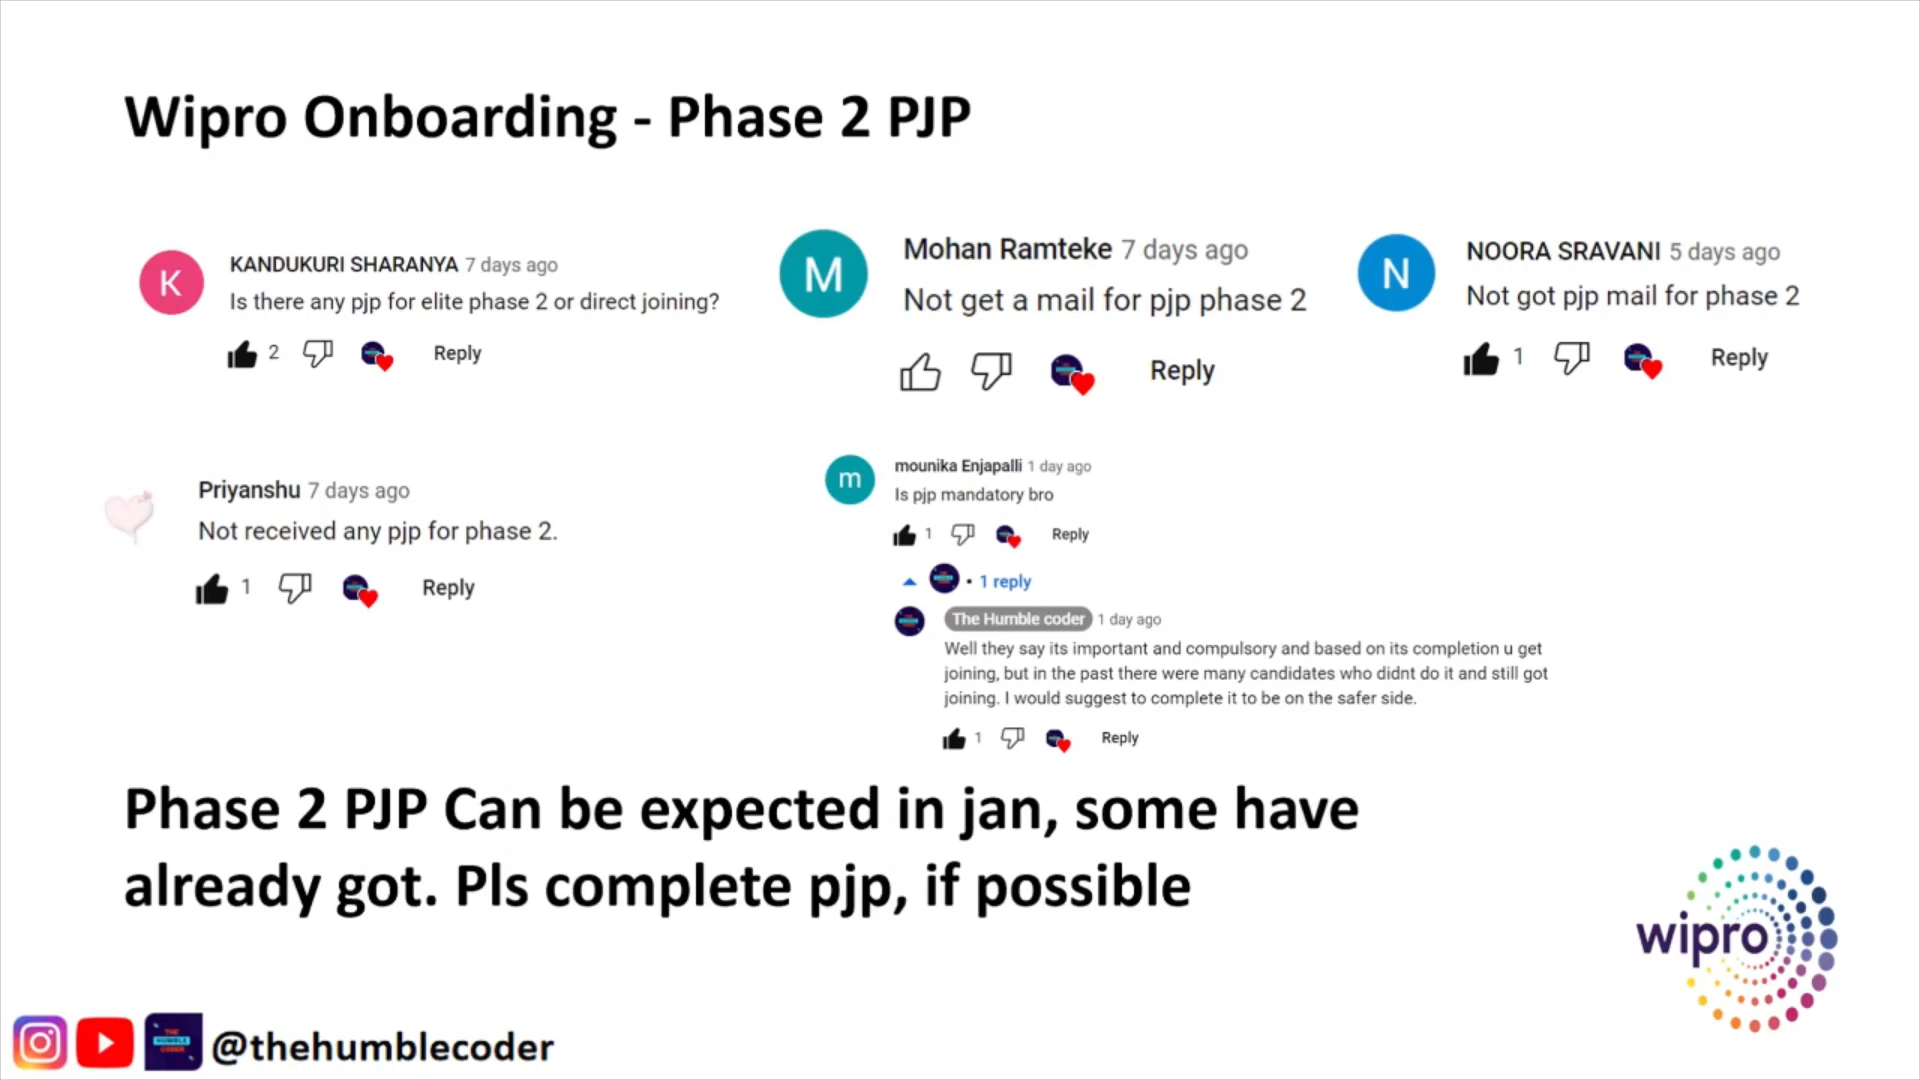 Wipro Onboarding - Phase 2 PJP
K
KANDUKURI SHARANYA 7 days ago
Is there any pjp for elite phase 2 or direct joining?
2
Reply
M
Mohan Ramteke 7 days ago
Not get a mail for pjp phase 2
Reply
N
NOORA SRAVANI 5 days ago
Not got pjp mail for phase 2
1
Reply
Priyanshu 7 days ago
Not received any pjp for phase 2.
1
Reply
m
mounika Enjapalli 1 day ago
Is pjp mandatory bro
1
Reply
• 1 reply
The Humble coder 1 day ago
Well they say its important and compulsory and based on its completion u get
joining, but in the past there were many candidates who didnt do it and still got
joining. I would suggest to complete it to be on the safer side.
1
Reply
Phase 2 PJP Can be expected in jan, some have
already got. Pls complete pjp, if possible
wipro
THE
HUMBLE
CODER
@thehumblecoder